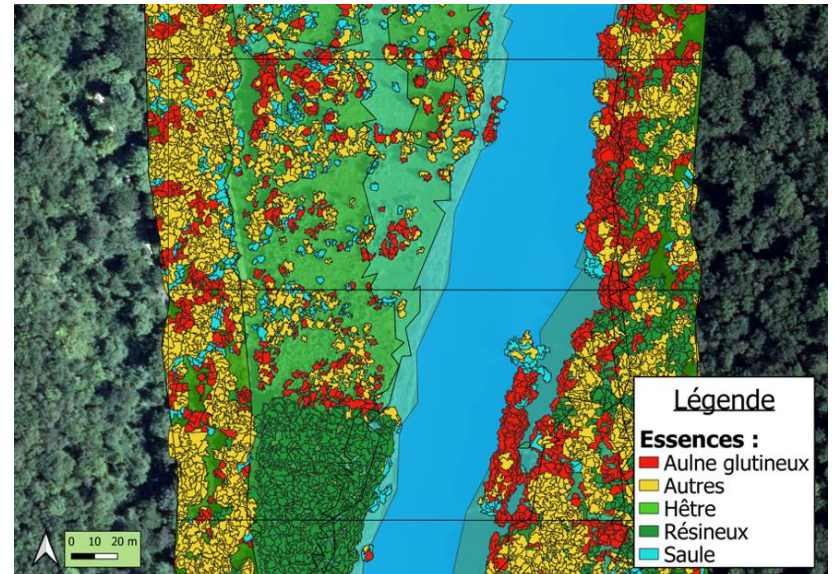 Légende
Essences :
Aulne glutineux
Autres
Hêtre
Résineux
Saule
0 10 20 m